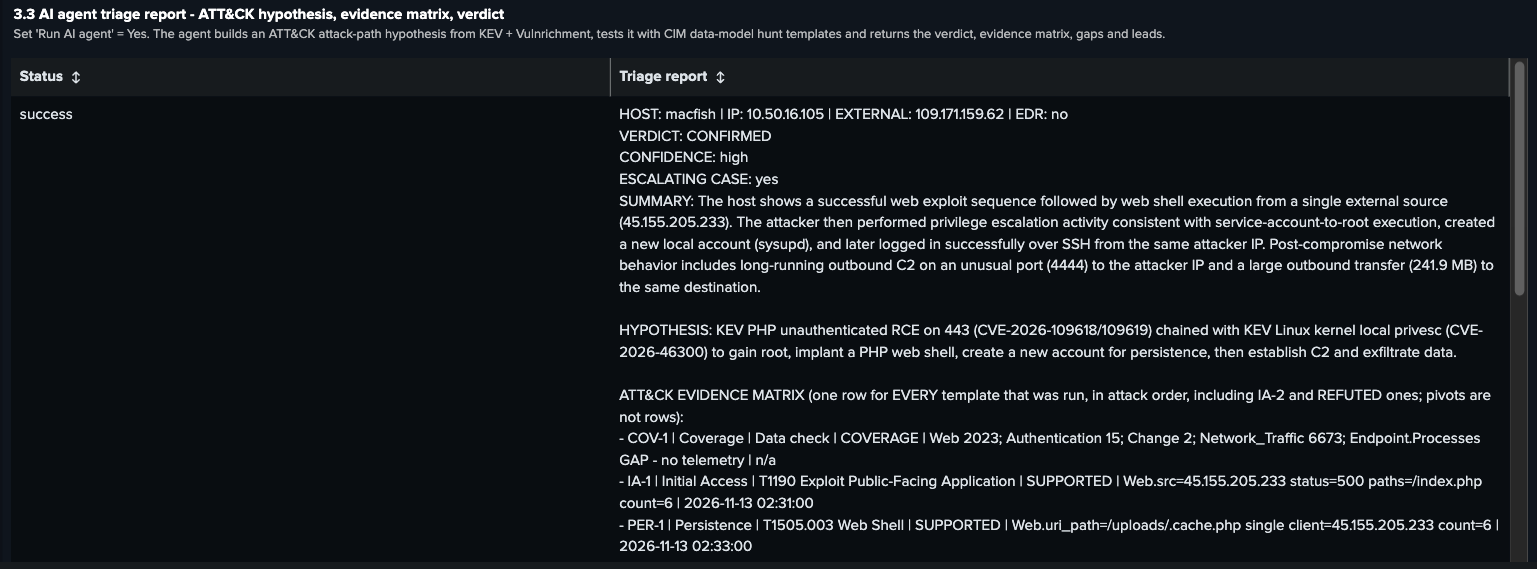 3.3 AI agent triage report - ATT&CK hypothesis, evidence matrix, verdict
Set 'Run AI agent' = Yes. The agent builds an ATT&CK attack-path hypothesis from KEV + Vulnrichment, tests it with CIM data-model hunt templates and returns the verdict, evidence matrix, gaps and leads.
Status
Triage report
success
HOST: macfish | IP: 10.50.16.105 | EXTERNAL: 109.171.159.62 | EDR: no
VERDICT: CONFIRMED
CONFIDENCE: high
ESCALATING CASE: yes
SUMMARY: The host shows a successful web exploit sequence followed by web shell execution from a single external source
(45.155.205.233). The attacker then performed privilege escalation activity consistent with service-account-to-root execution, created
a new local account (sysupd), and later logged in successfully over SSH from the same attacker IP. Post-compromise network
behavior includes long-running outbound C2 on an unusual port (4444) to the attacker IP and a large outbound transfer (241.9 MB) to
the same destination.
HYPOTHESIS: KEV PHP unauthenticated RCE on 443 (CVE-2026-109618/109619) chained with KEV Linux kernel local privesc (CVE-
2026-46300) to gain root, implant a PHP web shell, create a new account for persistence, then establish C2 and exfiltrate data.
ATT&CK EVIDENCE MATRIX (one row for EVERY template that was run, in attack order, including IA-2 and REFUTED ones; pivots are
not rows):
- COV-1 | Coverage | Data check | COVERAGE | Web 2023; Authentication 15; Change 2; Network_Traffic 6673; Endpoint.Processes
GAP - no telemetry | n/a
- IA-1 | Initial Access | T1190 Exploit Public-Facing Application | SUPPORTED | Web.src=45.155.205.233 status=500 paths=/index.php
count=6 | 2026-11-13 02:31:00
- PER-1 | Persistence | T1505.003 Web Shell | SUPPORTED | Web.uri_path=/uploads/.cache.php single client=45.155.205.233 count=6 |
2026-11-13 02:33:00